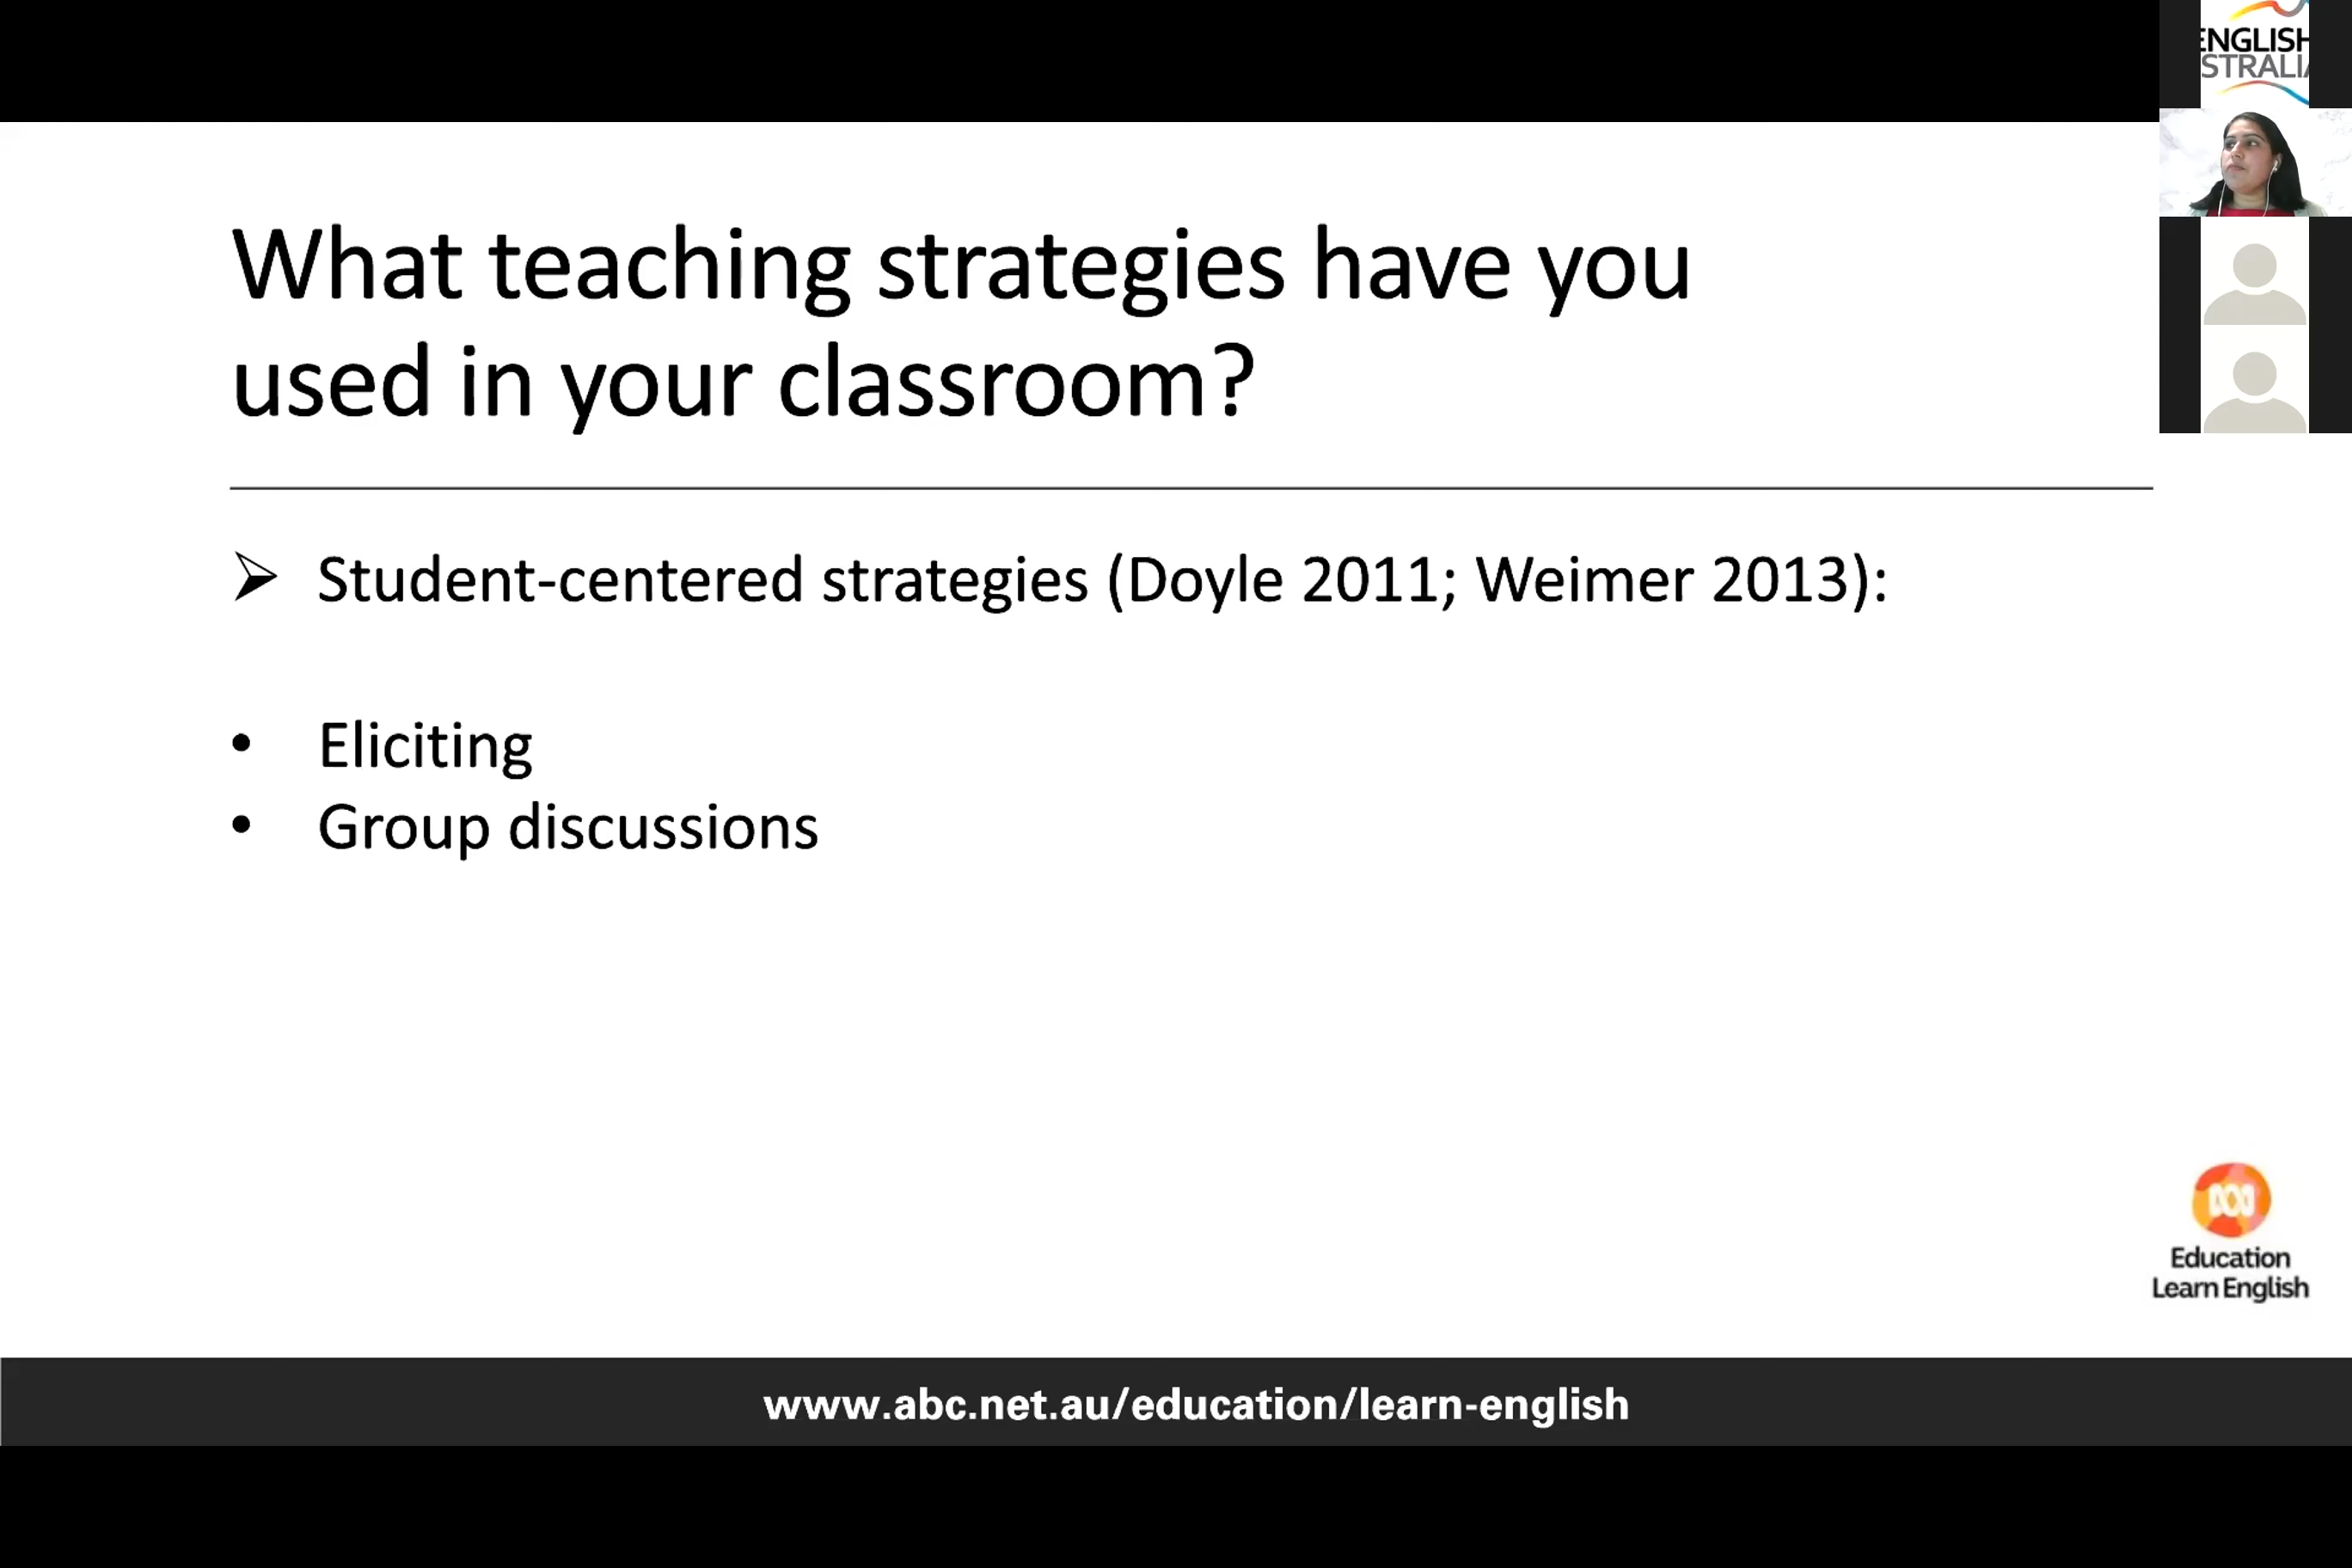 ENGLISH
STRALIA
What teaching strategies have you
used in your classroom?
Student-centered strategies (Doyle 2011; Weimer 2013):
• Eliciting
• Group discussions
Education
Learn English
www.abc.net.au/education/learn-english